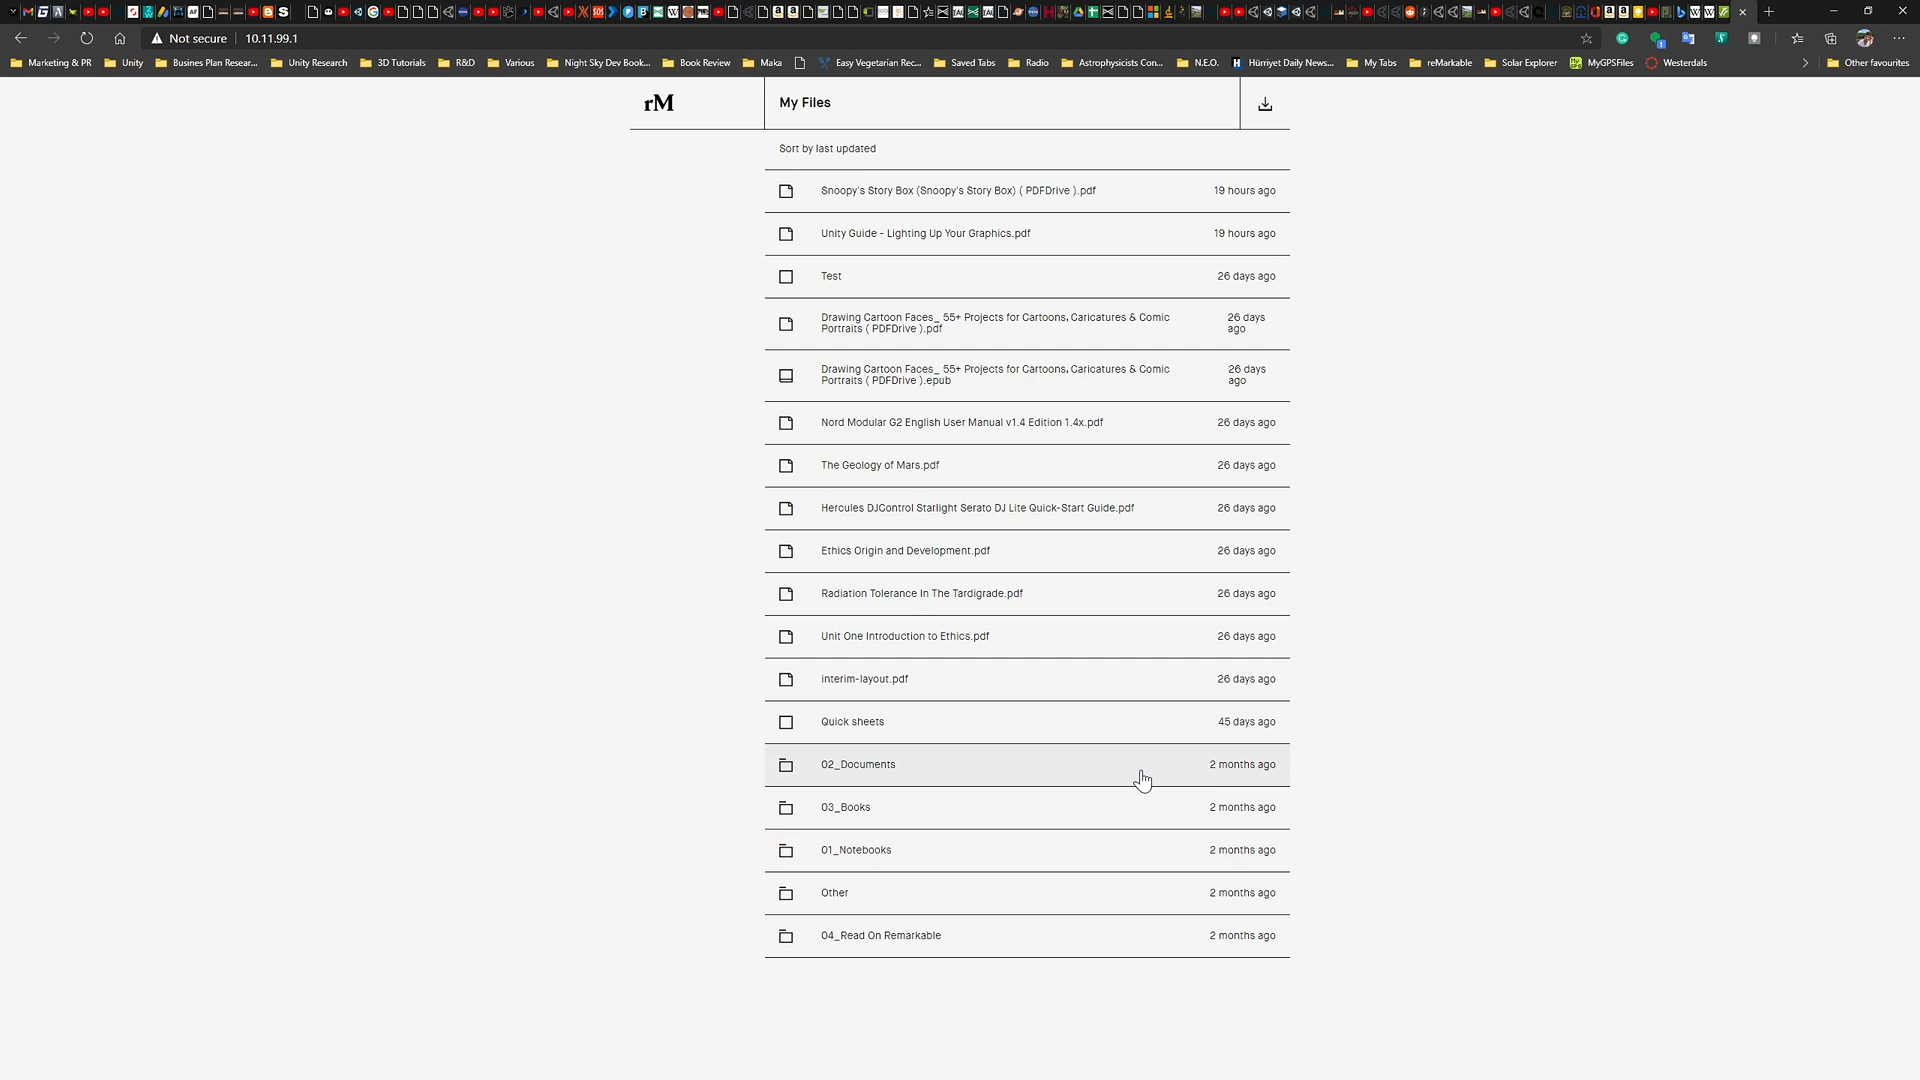 Not secure
10.11.99.1
Marketing & PR
Unity
Busines Plan Resear...
Unity Research
3D Tutorials
R&D
Various
Night Sky Dev Book...
Book Review
Maka
Easy Vegetarian Rec...
Saved Tabs
Radio
Astrophysicists Con...
N.E.O.
Hürriyet Daily News...
My Tabs
reMarkable
Solar Explorer
MyGPSFiles
Westerdals
Other favourites
rM
My Files
Sort by last updated
Snoopy's Story Box (Snoopy's Story Box) ( PDFDrive ).pdf
19 hours ago
Unity Guide - Lighting Up Your Graphics.pdf
19 hours ago
Test
26 days ago
Drawing Cartoon Faces_ 55+ Projects for Cartoons, Caricatures & Comic
Portraits ( PDFDrive ).pdf
26 days
ago
Drawing Cartoon Faces_ 55+ Projects for Cartoons, Caricatures & Comic
Portraits ( PDFDrive ).epub
26 days
ago
Nord Modular G2 English User Manual v1.4 Edition 1.4x.pdf
26 days ago
The Geology of Mars.pdf
26 days ago
Hercules DJControl Starlight Serato DJ Lite Quick-Start Guide.pdf
26 days ago
Ethics Origin and Development.pdf
26 days ago
Radiation Tolerance In The Tardigrade.pdf
26 days ago
Unit One Introduction to Ethics.pdf
26 days ago
interim-layout.pdf
26 days ago
Quick sheets
45 days ago
02_Documents
2 months ago
03_Books
2 months ago
01_Notebooks
2 months ago
Other
2 months ago
04_Read On Remarkable
2 months ago